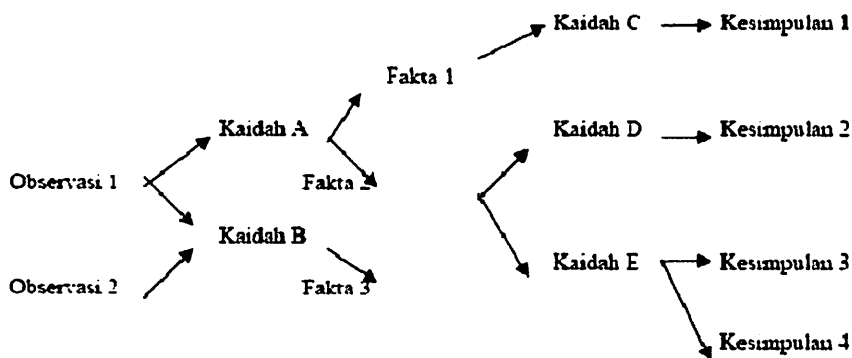 Kaidah C Kesimpulan 1
Fakta 1
Kaidah A Kaidah D Kesimpulan 2
Observasi 1 Fakta 2
Kaidah B Kaidah E Kesimpulan 3
Observasi 2 Fakta 3
Kesimpulan 4